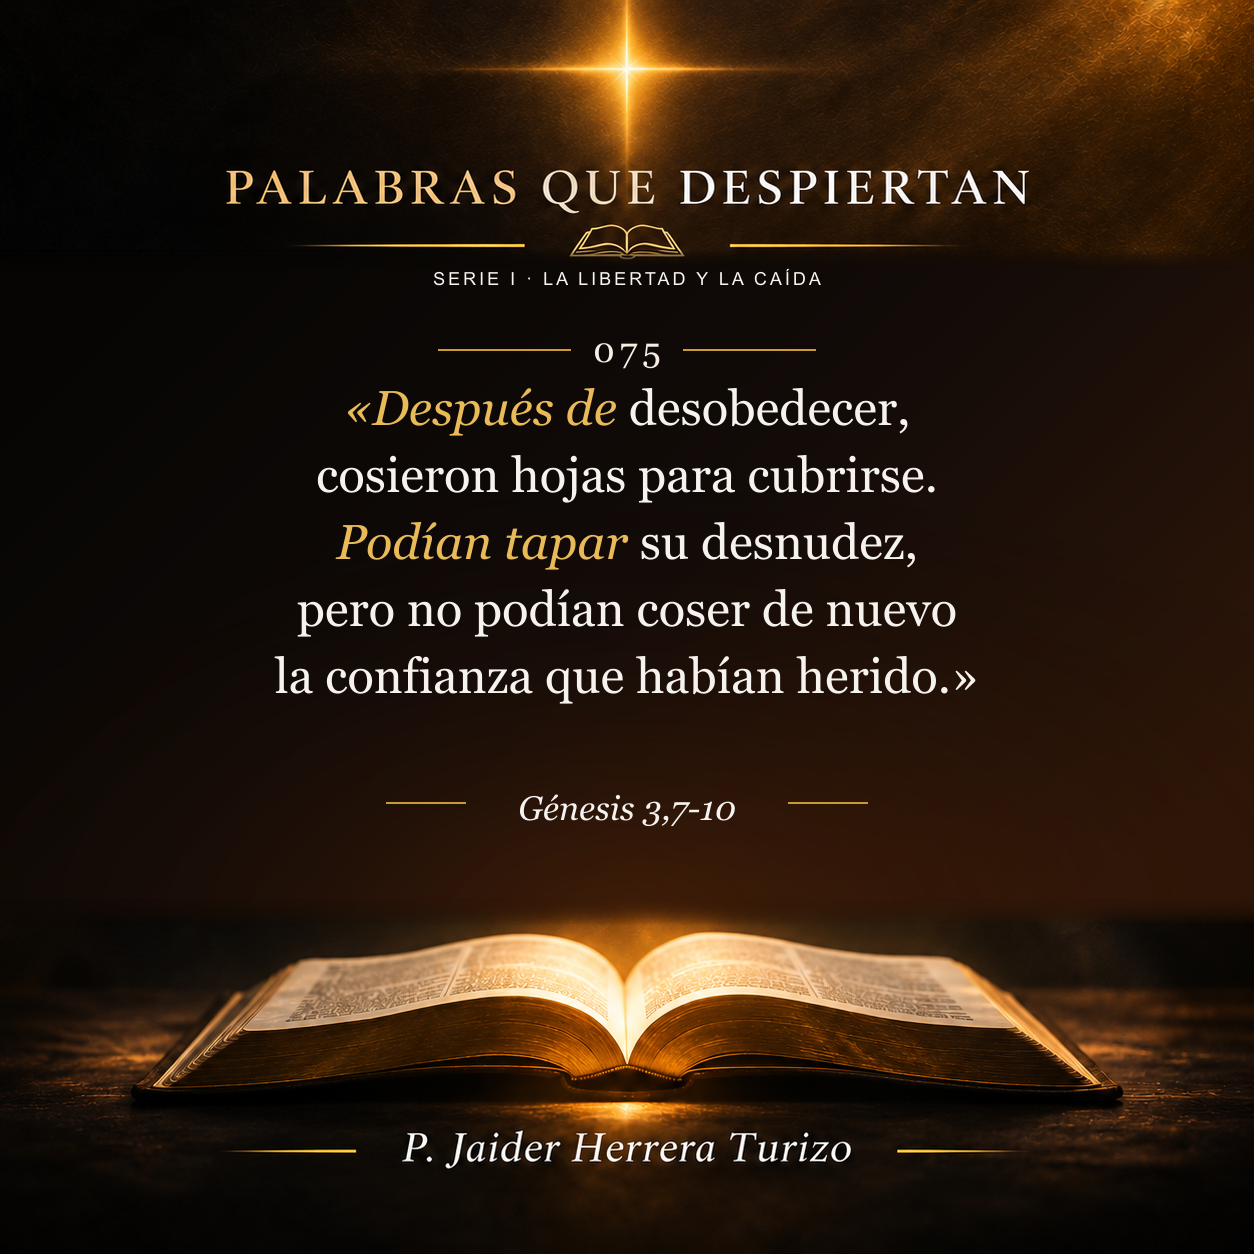 PALABRAS QUE DESPIERTAN
SERIE I · LA LIBERTAD Y LA CAÍDA
075
«Después de desobedecer,
cosieron hojas para cubrirse.
Podían tapar su desnudez,
pero no podían coser de nuevo
la confianza que habían herido.»
Génesis 3,7-10
P. Jaider Herrera Turizo